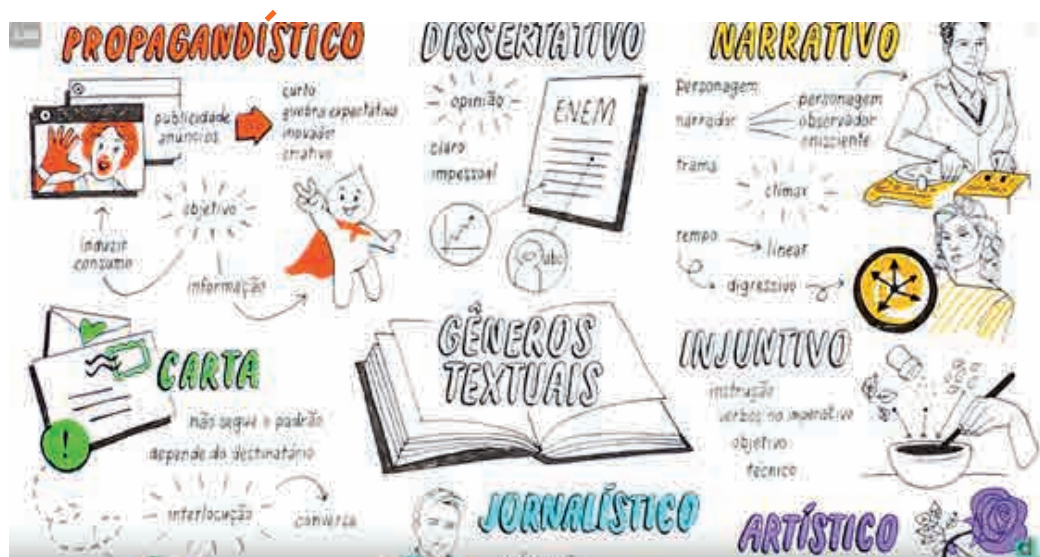 PROPAGANDÍSTICO
publicidade
anúncios
curto
quebra expectativa
inovador
criativo
objetivo
induzir
consumo
informação
DISSERTATIVO
opinião
claro
impessoal
ENEM
abc
NARRATIVO
personagem
narrador
personagem
observador
onisciente
trama
clímax
tempo
linear
digressivo
CARTA
não segue o padrão
depende do destinatário
interlocução
conversa
GÊNEROS
TEXTUAIS
INJUNTIVO
instrução
verbos no imperativo
objetivo
técnico
JORNALÍSTICO
ARTÍSTICO